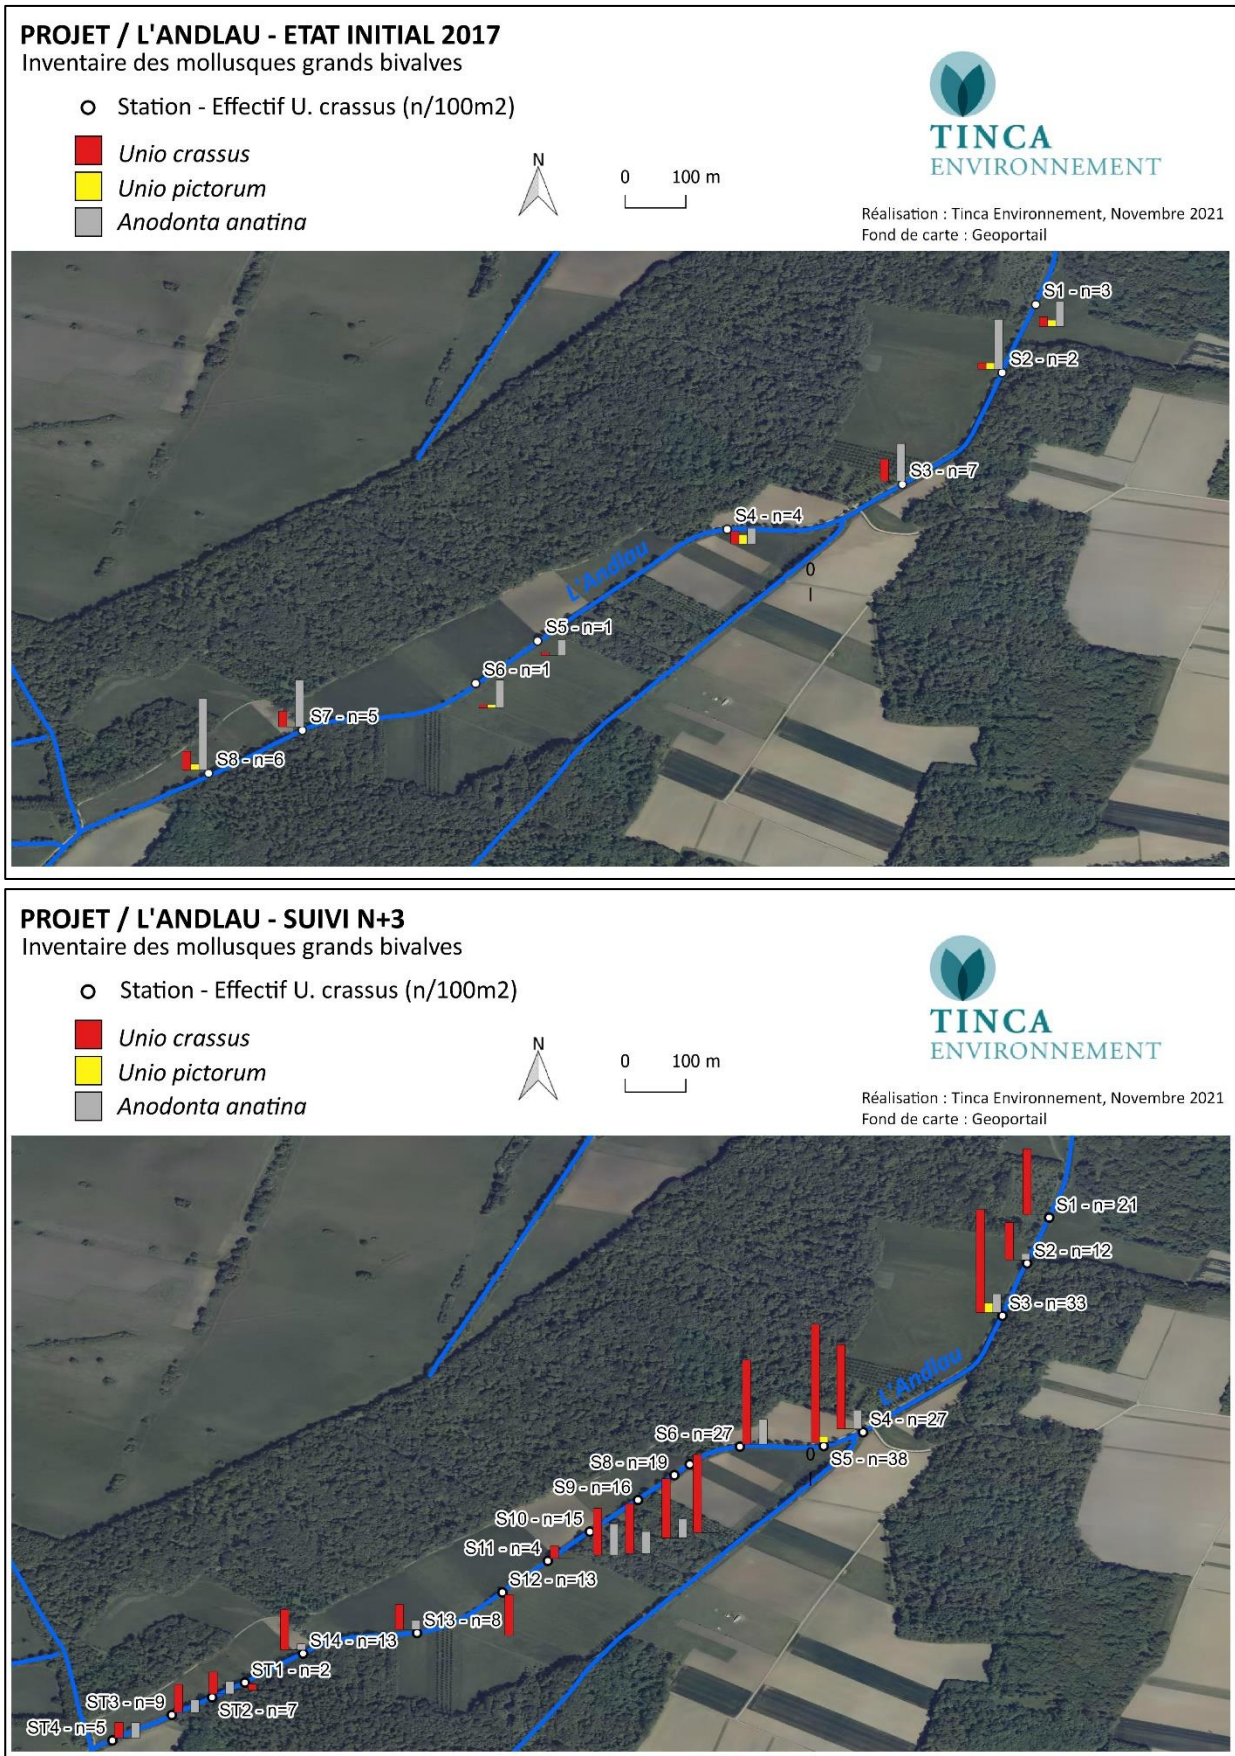 PROJET / L'ANDLAU - ETAT INITIAL 2017
Inventaire des mollusques grands bivalves
Station - Effectif U. crassus (n/100m2)
Unio crassus
Unio pictorum
Anodonta anatina
N
0 100 m
TINCA
ENVIRONNEMENT
Réalisation : Tinca Environnement, Novembre 2021
Fond de carte : Geoportail
S1 - n=3
S2 - n=2
S3 - n=7
S4 - n=4
L'Andlau
0
S5 - n=1
S6 - n=1
S7 - n=5
S8 - n=6
PROJET / L'ANDLAU - SUIVI N+3
Inventaire des mollusques grands bivalves
Station - Effectif U. crassus (n/100m2)
Unio crassus
Unio pictorum
Anodonta anatina
N
0 100 m
TINCA
ENVIRONNEMENT
Réalisation : Tinca Environnement, Novembre 2021
Fond de carte : Geoportail
S1 - n= 21
S2 - n=12
S3 - n=33
L'Andlau
S4 - n=27
S6 - n=27
0
S5 - n=38
S8 - n=19
S9 - n=16
S10 - n=15
S11 - n=4
S12 - n=13
S13 - n=8
S14 - n=13
ST1 - n=2
ST3 - n=9
ST2 - n=7
ST4 - n=5